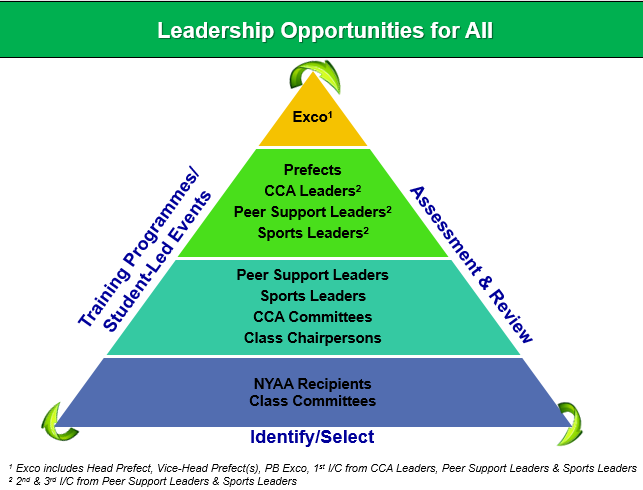 Leadership Opportunities for All
Exco¹
Prefects
CCA Leaders²
Peer Support Leaders²
Sports Leaders²
Training Programmes/
Student-Led Events
Assessment & Review
Peer Support Leaders
Sports Leaders
CCA Committees
Class Chairpersons
NYAA Recipients
Class Committees
Identify/Select
¹ Exco includes Head Prefect, Vice-Head Prefect(s), PB Exco, 1st I/C from CCA Leaders, Peer Support Leaders & Sports Leaders
² 2nd & 3rd I/C from Peer Support Leaders & Sports Leaders